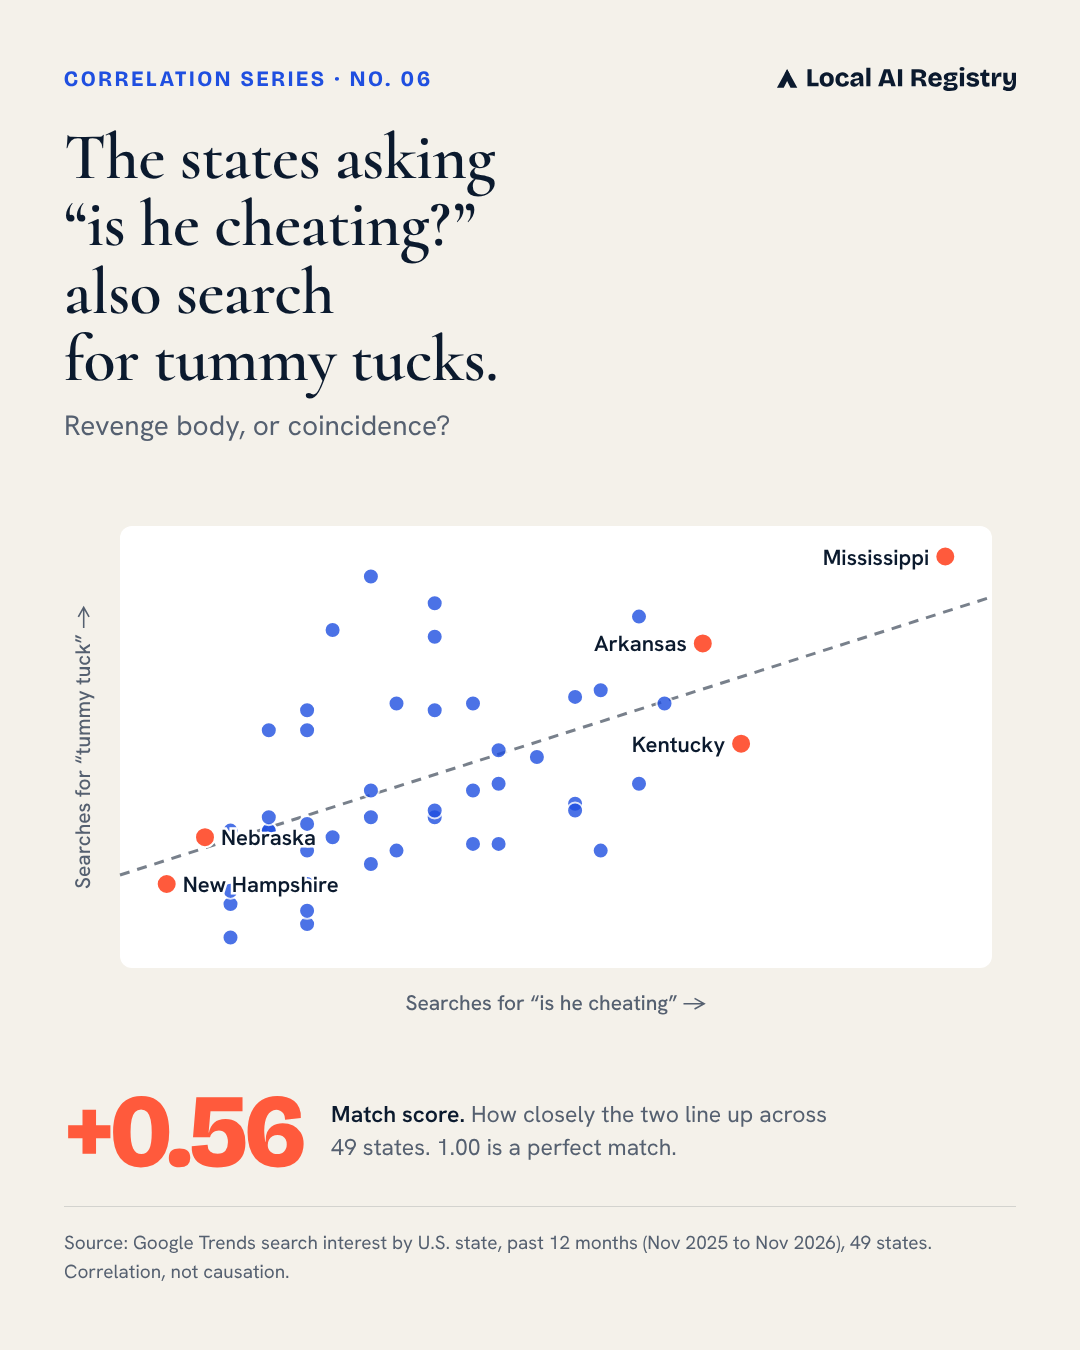 CORRELATION SERIES · NO. 06
Local AI Registry
The states asking
“is he cheating?”
also search
for tummy tucks.
Revenge body, or coincidence?
Searches for “tummy tuck” →
Mississippi
Arkansas
Kentucky
Nebraska
New Hampshire
Searches for “is he cheating” →
+0.56
Match score. How closely the two line up across
49 states. 1.00 is a perfect match.
Source: Google Trends search interest by U.S. state, past 12 months (Nov 2025 to Nov 2026), 49 states.
Correlation, not causation.